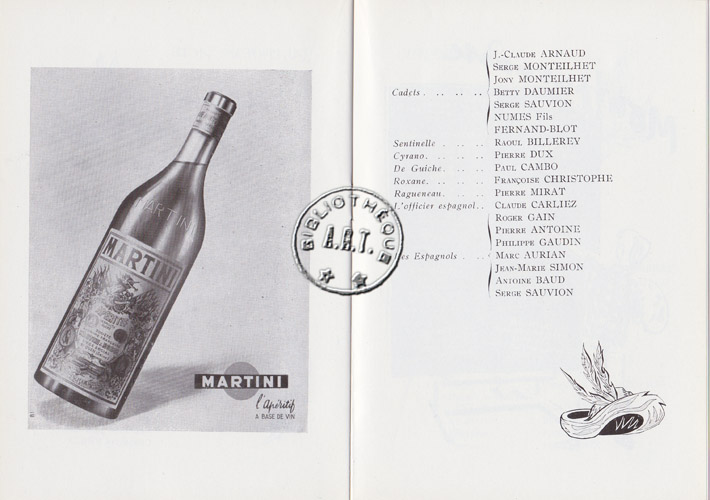 MARTINI
MARTINI
MARTINI
l'Apéritif
A BASE DE VIN
BIBLIOTHÈQUE
A.R.T.
J.-Claude ARNAUD
Serge MONTEILHET
Jony MONTEILHET
Cadets . .. .. .. Betty DAUMIER
Serge SAUVION
NUMES Fils
FERNAND-BLOT
Sentinelle . .. .. Raoul BILLEREY
Cyrano. .. .. .. Pierre DUX
De Guiche. .. .. Paul CAMBO
Roxane. .. .. .. Françoise CHRISTOPHE
Ragueneau. .. .. Pierre MIRAT
L'officier espagnol.. Claude CARLIEZ
Roger GAIN
Pierre ANTOINE
Philippe GAUDIN
Les Espagnols . .. Marc AURIAN
Jean-Marie SIMON
Antoine BAUD
Serge SAUVION